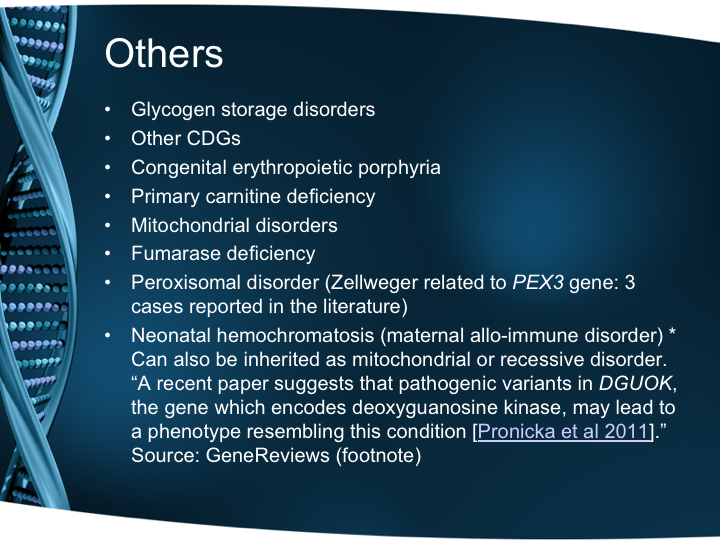 Others
• Glycogen storage disorders
• Other CDGs
• Congenital erythropoietic porphyria
• Primary carnitine deficiency
• Mitochondrial disorders
• Fumarase deficiency
• Peroxisomal disorder (Zellweger related to PEX3 gene: 3
cases reported in the literature)
• Neonatal hemochromatosis (maternal allo-immune disorder) *
Can also be inherited as mitochondrial or recessive disorder.
“A recent paper suggests that pathogenic variants in DGUOK,
the gene which encodes deoxyguanosine kinase, may lead to
a phenotype resembling this condition [Pronicka et al 2011].”
Source: GeneReviews (footnote)